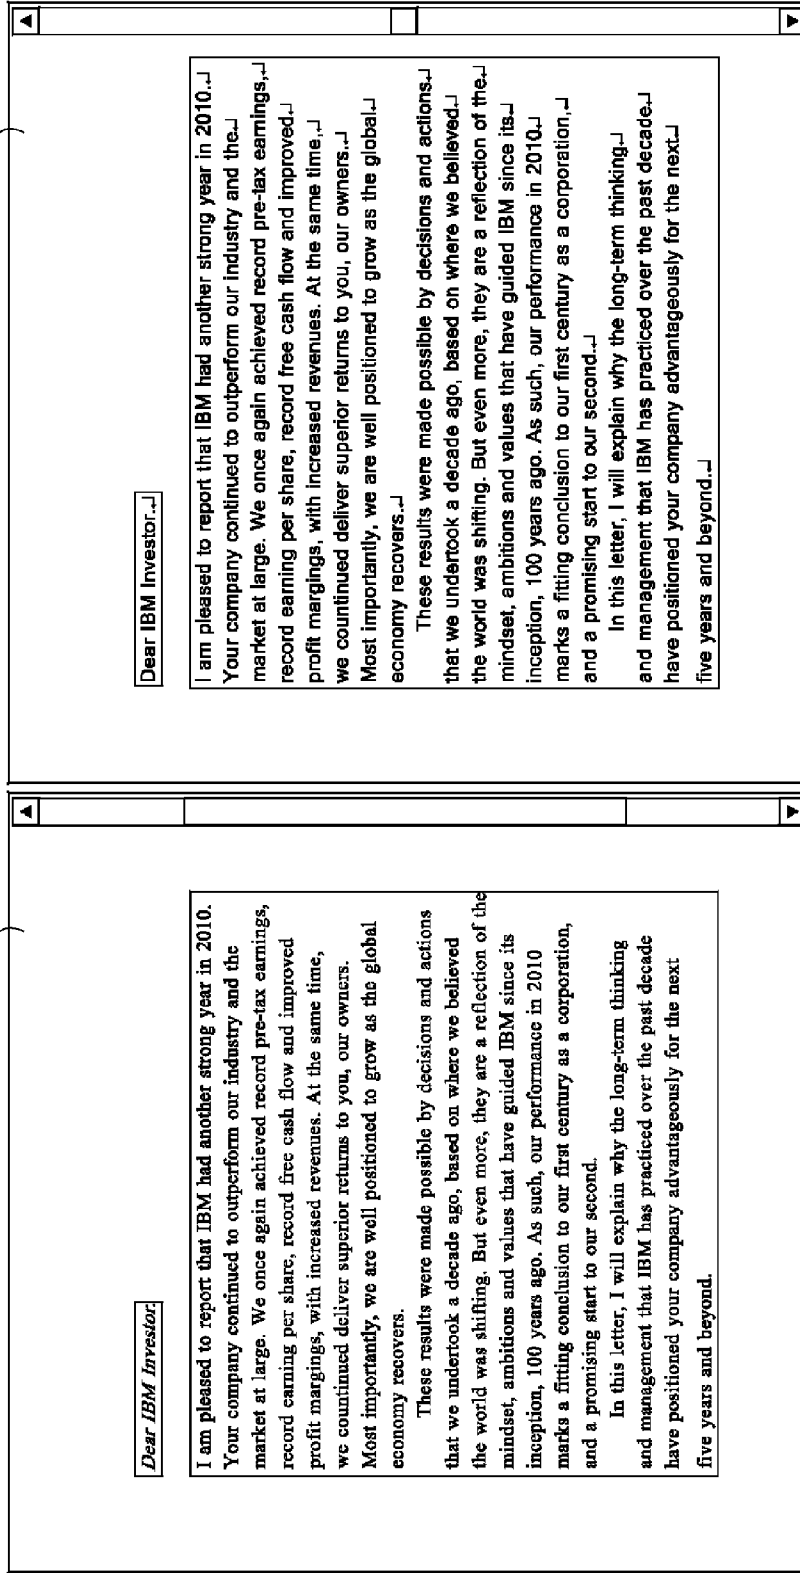 Dear IBM Investor.
I am pleased to report that IBM had another strong year in 2010.
Your company continued to outperform our industry and the
market at large. We once again achieved record pre-tax earnings,
record earning per share, record free cash flow and improved
profit margings, with increased revenues. At the same time,
we countinued deliver superior returns to you, our owners.
Most importantly, we are well positioned to grow as the global
economy recovers.
These results were made possible by decisions and actions
that we undertook a decade ago, based on where we believed
the world was shifting. But even more, they are a reflection of the
mindset, ambitions and values that have guided IBM since its
inception, 100 years ago. As such, our performance in 2010
marks a fitting conclusion to our first century as a corporation,
and a promising start to our second.
In this letter, I will explain why the long-term thinking
and management that IBM has practiced over the past decade
have positioned your company advantageously for the next
five years and beyond.
Dear IBM Investor.↵
I am pleased to report that IBM had another strong year in 2010.↵
Your company continued to outperform our industry and the↵
market at large. We once again achieved record pre-tax earnings,↵
record earning per share, record free cash flow and improved↵
profit margings, with increased revenues. At the same time,↵
we countinued deliver superior returns to you, our owners.↵
Most importantly, we are well positioned to grow as the global↵
economy recovers.↵
These results were made possible by decisions and actions↵
that we undertook a decade ago, based on where we believed↵
the world was shifting. But even more, they are a reflection of the↵
mindset, ambitions and values that have guided IBM since its↵
inception, 100 years ago. As such, our performance in 2010↵
marks a fitting conclusion to our first century as a corporation,↵
and a promising start to our second.↵
In this letter, I will explain why the long-term thinking↵
and management that IBM has practiced over the past decade↵
have positioned your company advantageously for the next↵
five years and beyond.↵